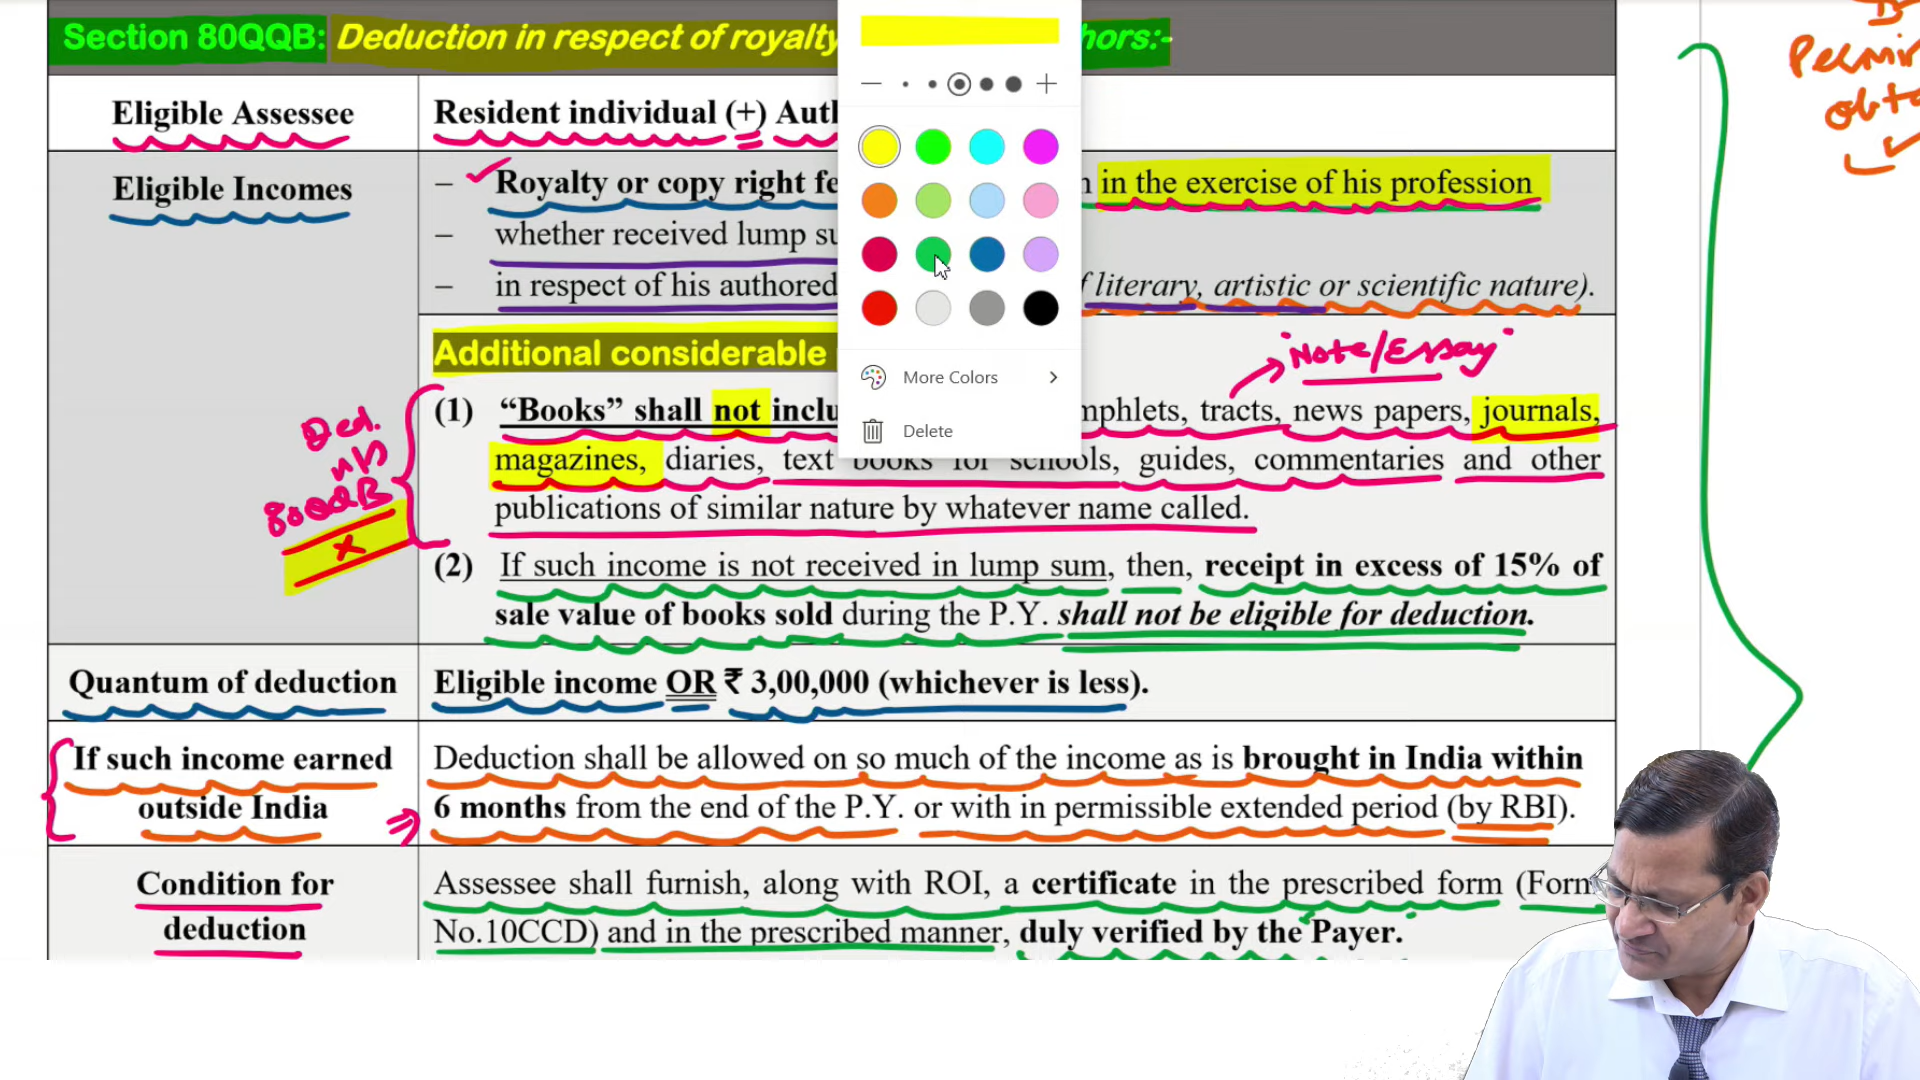 Section 80QQB: Deduction in respect of royalty hors:-
Eligible Assessee
Resident individual (+) Auth
Eligible Incomes
– Royalty or copy right fe in the exercise of his profession
– whether received lump su
– in respect of his authored literary, artistic or scientific nature).
Additional considerable
"Note/Essay"
(1) “Books” shall not inclu mphlets, tracts, news papers, journals,
magazines, diaries, text books for schools, guides, commentaries and other
publications of similar nature by whatever name called.
Ded.
80QQB
x
(2) If such income is not received in lump sum, then, receipt in excess of 15% of
sale value of books sold during the P.Y. shall not be eligible for deduction.
Quantum of deduction
Eligible income OR ₹ 3,00,000 (whichever is less).
If such income earned
outside India
Deduction shall be allowed on so much of the income as is brought in India within
6 months from the end of the P.Y. or with in permissible extended period (by RBI).
Condition for
deduction
Assessee shall furnish, along with ROI, a certificate in the prescribed form (Form
No.10CCD) and in the prescribed manner, duly verified by the Payer.
More Colors
Delete